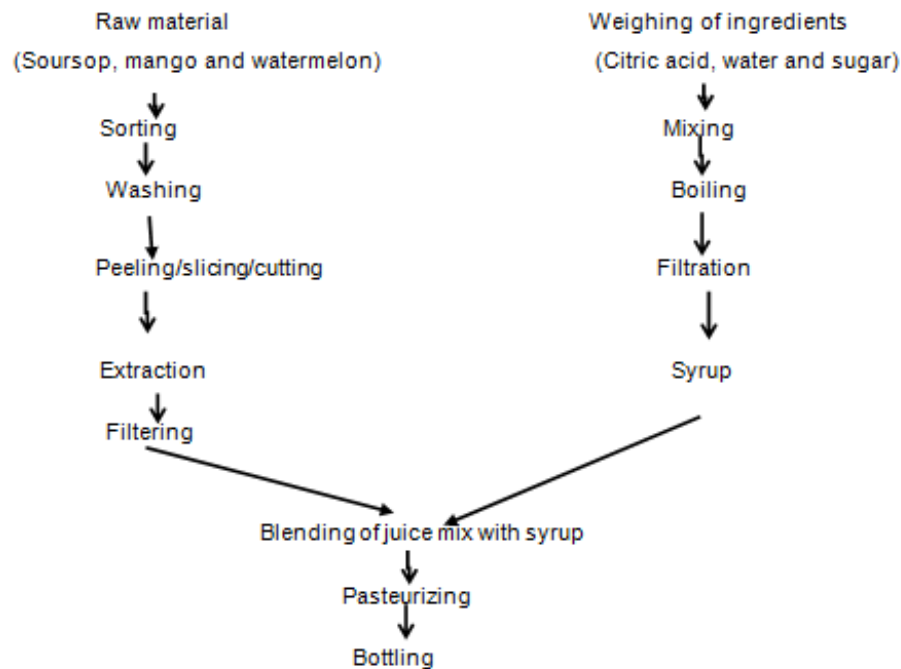 Raw material
(Soursop, mango and watermelon)
Sorting
Washing
Peeling/slicing/cutting
Extraction
Filtering
Weighing of ingredients
(Citric acid, water and sugar)
Mixing
Boiling
Filtration
Syrup
Blending of juice mix with syrup
Pasteurizing
Bottling